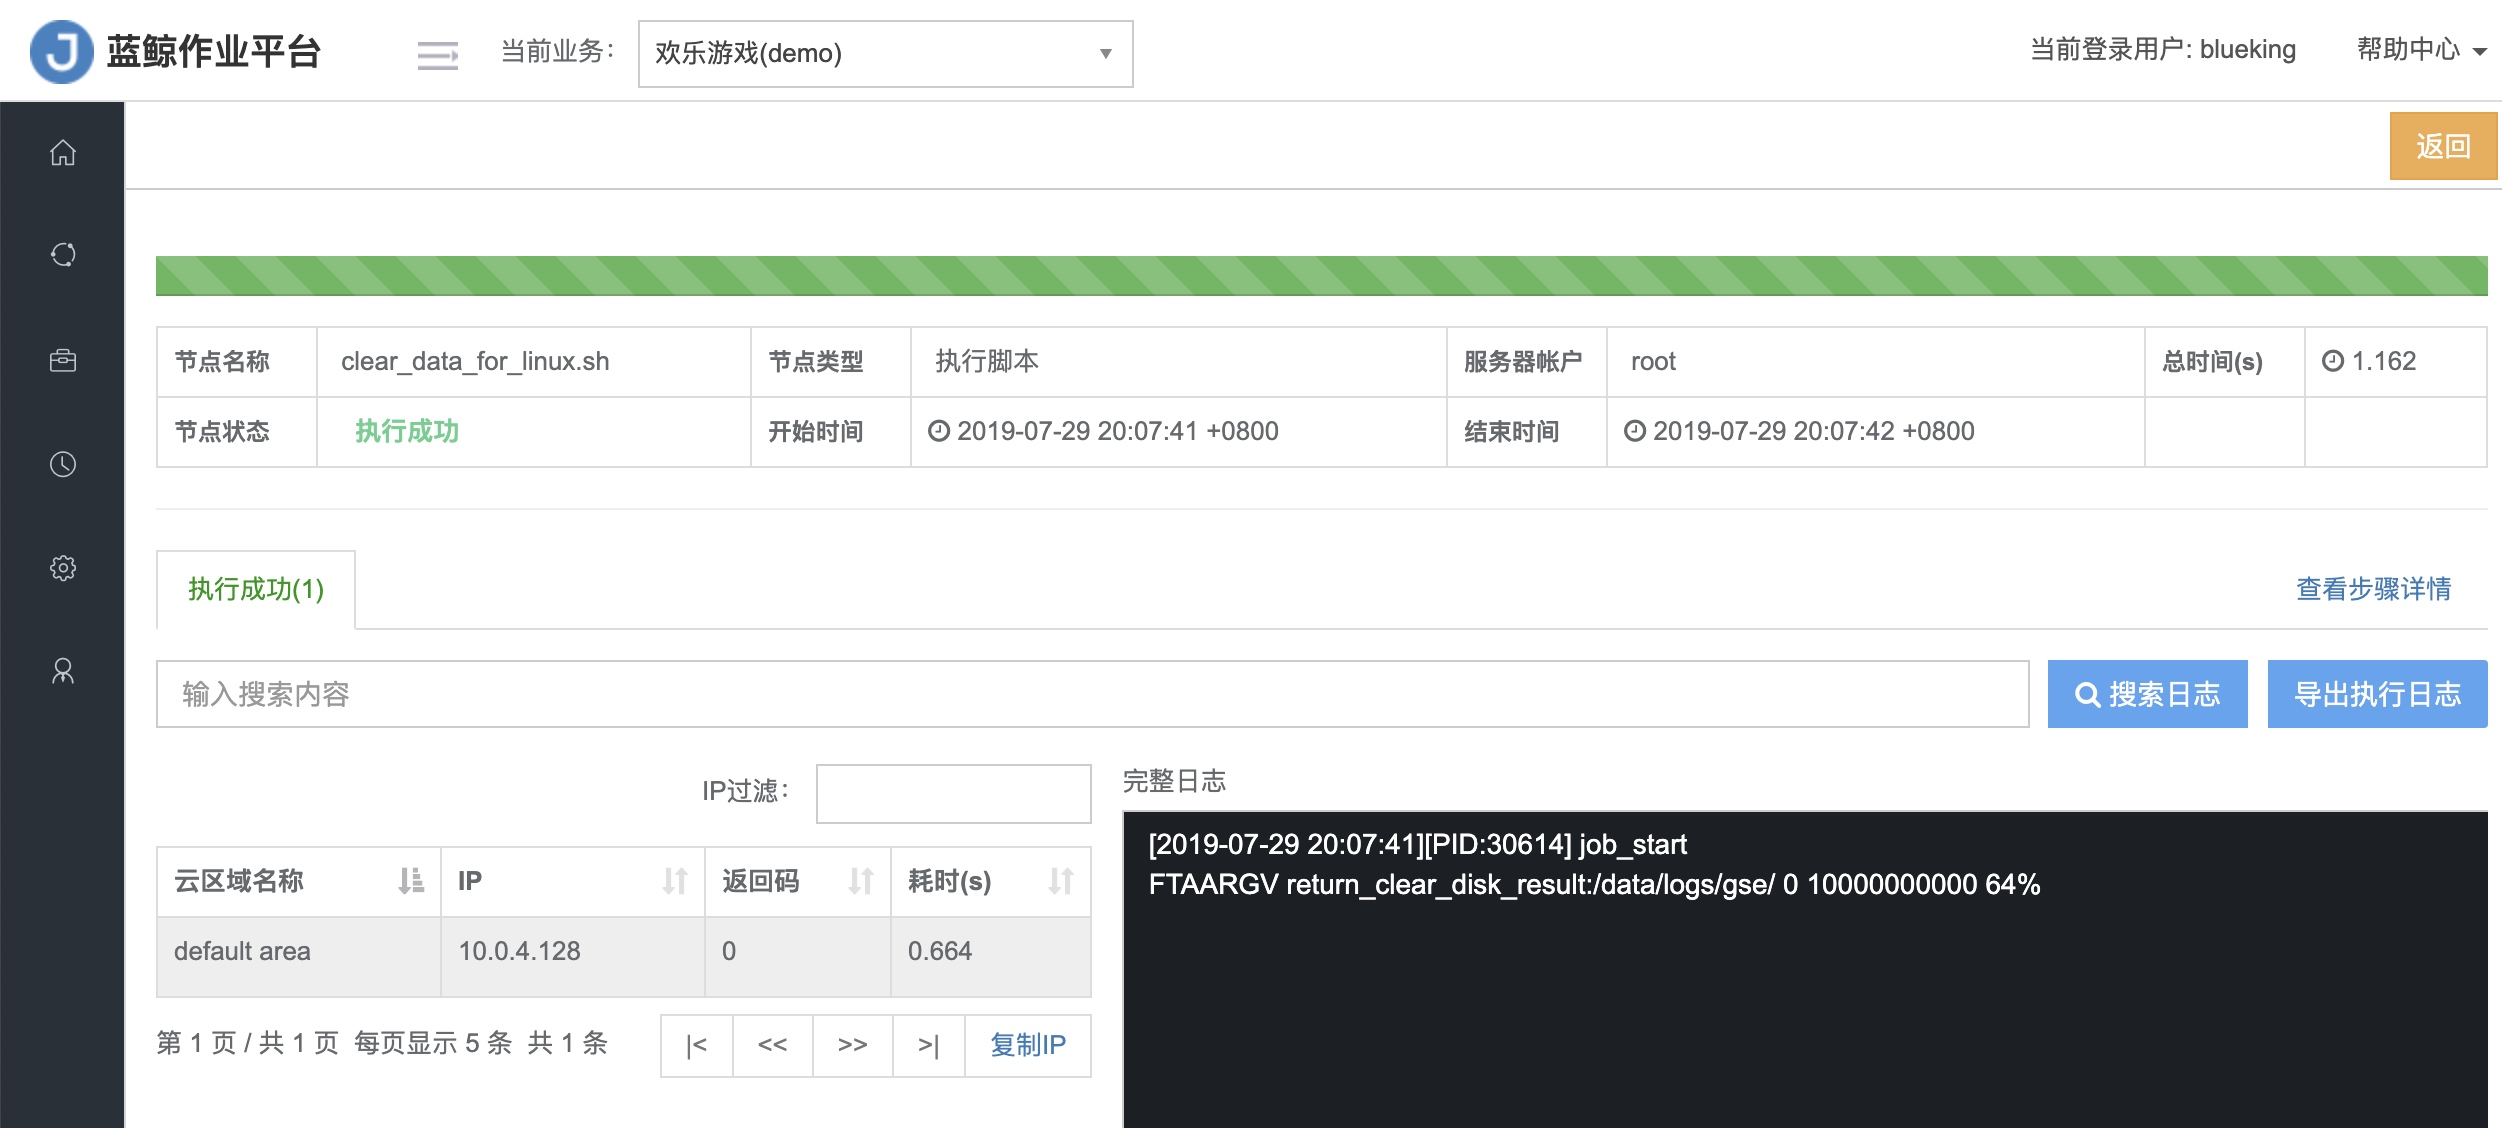 蓝鲸作业平台
当前业务：
欢乐游戏(demo)
当前登录用户: blueking
帮助中心
返回
节点名称 clear_data_for_linux.sh 节点类型 执行脚本 服务器帐户 root 总时间(s) 1.162
节点状态 执行成功 开始时间 2019-07-29 20:07:41 +0800 结束时间 2019-07-29 20:07:42 +0800
执行成功(1)
查看步骤详情
输入搜索内容
搜索日志
导出执行日志
IP过滤：
云区域名称 IP 返回码 耗时(s)
default area 10.0.4.128 0 0.664
第 1 页 / 共 1 页 每页显示 5 条 共 1 条
|< << >> >| 复制IP
完整日志
[2019-07-29 20:07:41][PID:30614] job_start
FTAARGV return_clear_disk_result:/data/logs/gse/ 0 10000000000 64%